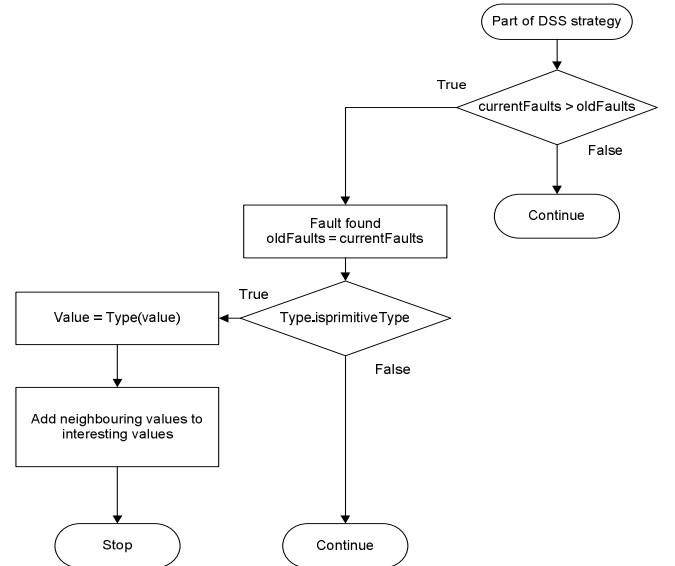 Part of DSS strategy
True
currentFaults > oldFaults
False
Continue
Fault found
oldFaults = currentFaults
True
Value = Type(value)
Type.isprimitiveType
False
Add neighbouring values to
interesting values
Stop
Continue